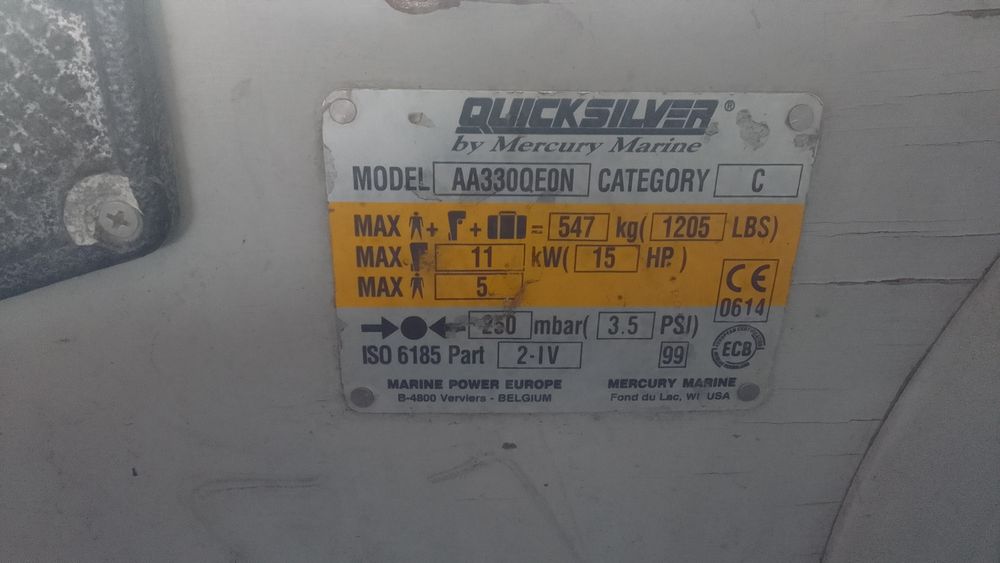 QUICKSILVER®
by Mercury Marine
MODEL AA330QE0N CATEGORY C
MAX + + = 547 kg( 1205 LBS)
MAX 11 kW( 15 HP. )
MAX 5
CE
0614
250 mbar( 3.5 PSI)
ISO 6185 Part 2-IV 99
ECB
MARINE POWER EUROPE MERCURY MARINE
B-4800 Verviers - BELGIUM Fond du Lac, WI USA